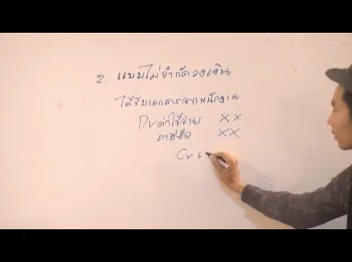 2. แบบไม่จำกัดวงเงิน
ได้รับเอกสารจากพนักงาน
Dr ค่าใช้จ่าย XX
ภาษีซื้อ XX
Cr เ